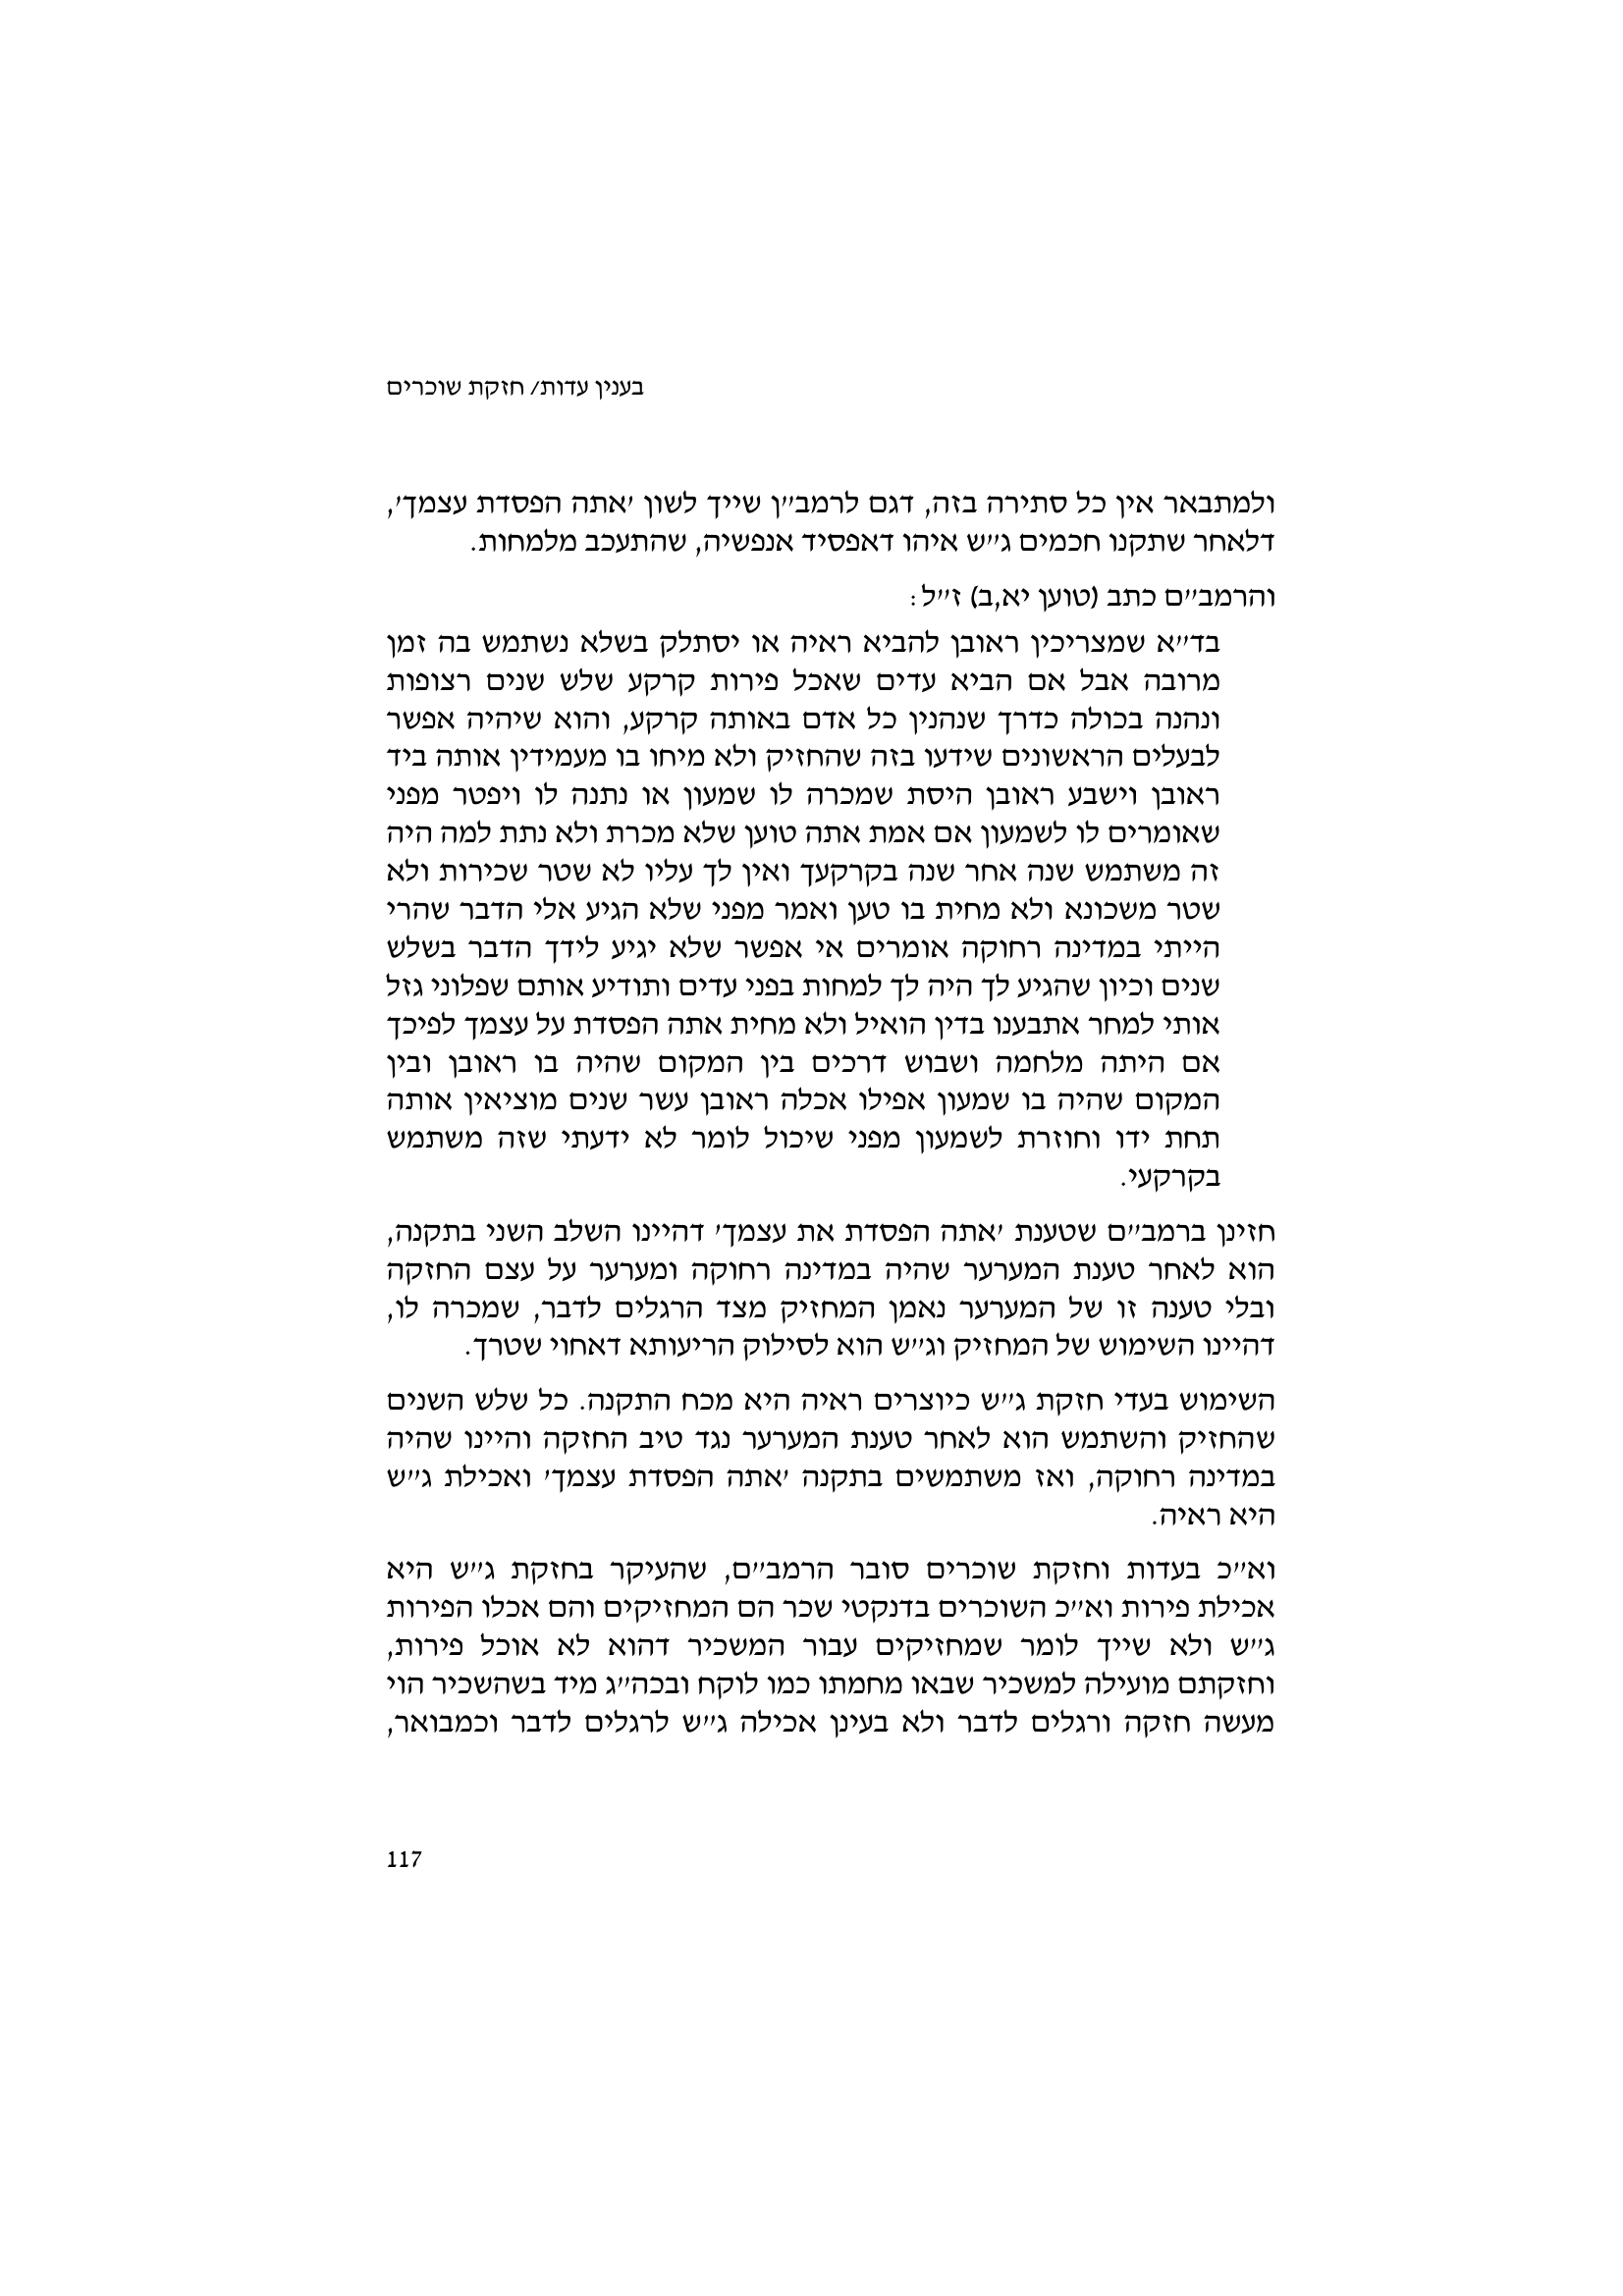 בענין עדות/ חזקת שוכרים
ולמתבאר אין כל סתירה בזה, דגם לרמב״ן שייך לשון ׳אתה הפסדת עצמך׳,
דלאחר שתקנו חכמים ג״ש איהו דאפסיד אנפשיה, שהתעכב מלמחות.
והרמב״ם כתב (טוען יא,ב) ז״ל:
בד״א שמצריכין ראובן להביא ראיה או יסתלק בשלא נשתמש בה זמן
מרובה אבל אם הביא עדים שאכל פירות קרקע שלש שנים רצופות
ונהנה בכולה כדרך שנהנין כל אדם באותה קרקע, והוא שיהיה אפשר
לבעלים הראשונים שידעו בזה שהחזיק ולא מיחו בו מעמידין אותה ביד
ראובן וישבע ראובן היסת שמכרה לו שמעון או נתנה לו ויפטר מפני
שאומרים לו לשמעון אם אמת אתה טוען שלא מכרת ולא נתת למה היה
זה משתמש שנה אחר שנה בקרקעך ואין לך עליו לא שטר שכירות ולא
שטר משכונא ולא מחית בו טען ואמר מפני שלא הגיע אלי הדבר שהרי
הייתי במדינה רחוקה אומרים אי אפשר שלא יגיע לידך הדבר בשלש
שנים וכיון שהגיע לך היה לך למחות בפני עדים ותודיע אותם שפלוני גזל
אותי למחר אתבענו בדין הואיל ולא מחית אתה הפסדת על עצמך לפיכך
אם היתה מלחמה ושבוש דרכים בין המקום שהיה בו ראובן ובין
המקום שהיה בו שמעון אפילו אכלה ראובן עשר שנים מוציאין אותה
תחת ידו וחוזרת לשמעון מפני שיכול לומר לא ידעתי שזה משתמש
בקרקעי.
חזינן ברמב״ם שטענת ׳אתה הפסדת את עצמך׳ דהיינו השלב השני בתקנה,
הוא לאחר טענת המערער שהיה במדינה רחוקה ומערער על עצם החזקה
ובלי טענה זו של המערער נאמן המחזיק מצד הרגלים לדבר, שמכרה לו,
דהיינו השימוש של המחזיק וג״ש הוא לסילוק הריעותא דאחוי שטרך.
השימוש בעדי חזקת ג״ש כיוצרים ראיה היא מכח התקנה. כל שלש השנים
שהחזיק והשתמש הוא לאחר טענת המערער נגד טיב החזקה והיינו שהיה
במדינה רחוקה, ואז משתמשים בתקנה ׳אתה הפסדת עצמך׳ ואכילת ג״ש
היא ראיה.
וא״כ בעדות וחזקת שוכרים סובר הרמב״ם, שהעיקר בחזקת ג״ש היא
אכילת פירות וא״כ השוכרים בדנקטי שכר הם המחזיקים והם אכלו הפירות
ג״ש ולא שייך לומר שמחזיקים עבור המשכיר דהוא לא אוכל פירות,
וחזקתם מועילה למשכיר שבאו מחמתו כמו לוקח ובכה״ג מיד בשהשכיר הוי
מעשה חזקה ורגלים לדבר ולא בעינן אכילה ג״ש לרגלים לדבר וכמבואר,
117